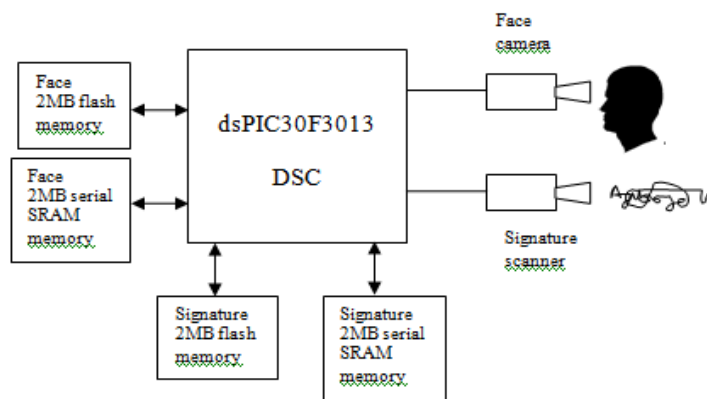 Face
camera
Face
2MB flash
memory
dsPIC30F3013
DSC
Face
2MB serial
SRAM
memory
Signature
scanner
Signature
2MB flash
memory
Signature
2MB serial
SRAM
memory